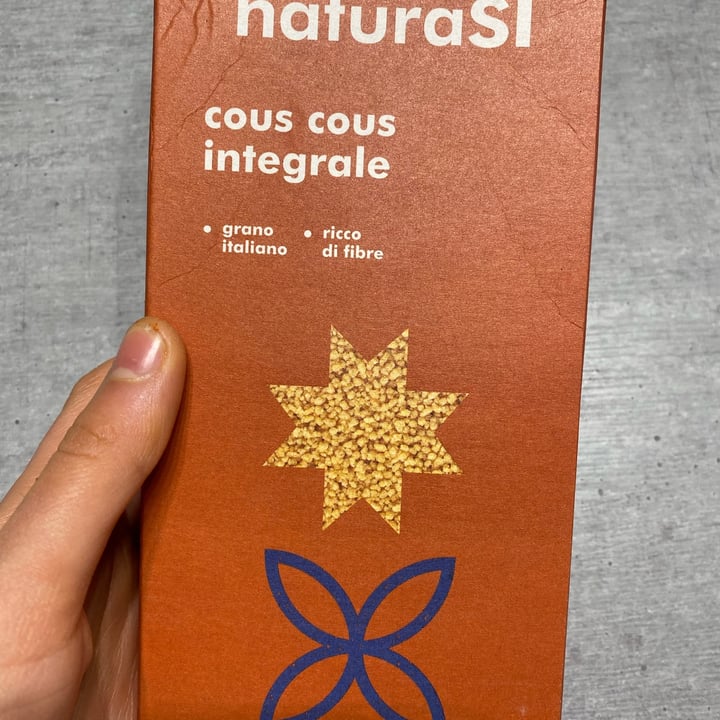 naturaSì
cous cous
integrale
• grano • ricco
italiano di fibre